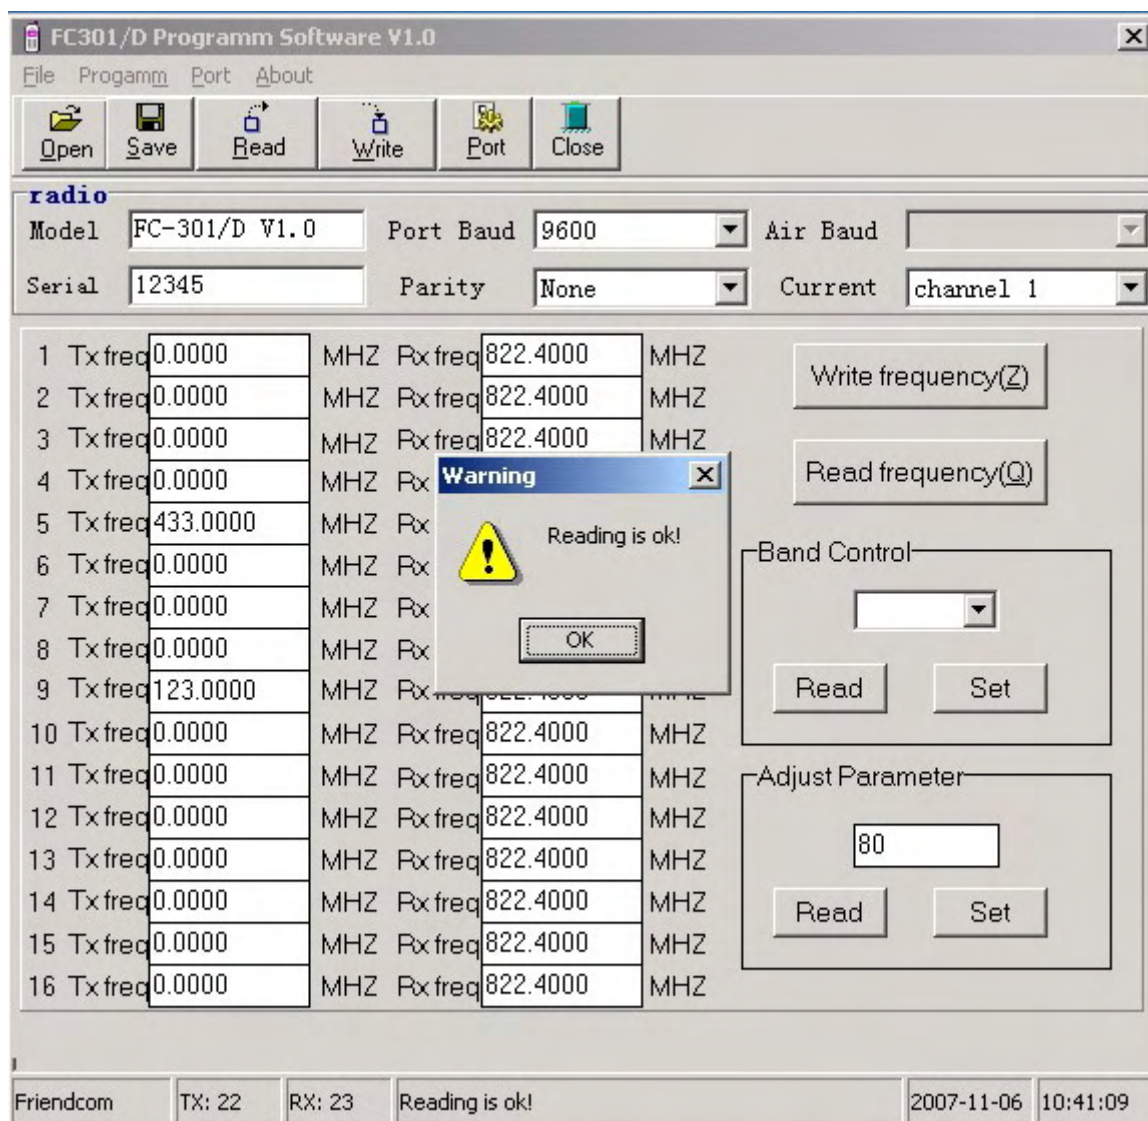 FC301/D Programm Software V1.0
File Progamm Port About
Open Save Read Write Port Close
radio
Model FC-301/D V1.0 Port Baud 9600 Air Baud
Serial 12345 Parity None Current channel 1
1 Tx freq 0.0000 MHZ Rx freq 822.4000 MHZ Write frequency(Z)
2 Tx freq 0.0000 MHZ Rx freq 822.4000 MHZ
3 Tx freq 0.0000 MHZ Rx freq 822.4000 MHZ
4 Tx freq 0.0000 MHZ Rx Warning Read frequency(Q)
5 Tx freq 433.0000 MHZ Rx Reading is ok!
6 Tx freq 0.0000 MHZ Rx Band Control
7 Tx freq 0.0000 MHZ Rx
8 Tx freq 0.0000 MHZ Rx OK
9 Tx freq 123.0000 MHZ Rx Read Set
10 Tx freq 0.0000 MHZ Rx freq 822.4000 MHZ
11 Tx freq 0.0000 MHZ Rx freq 822.4000 MHZ Adjust Parameter
12 Tx freq 0.0000 MHZ Rx freq 822.4000 MHZ
13 Tx freq 0.0000 MHZ Rx freq 822.4000 MHZ 80
14 Tx freq 0.0000 MHZ Rx freq 822.4000 MHZ Read Set
15 Tx freq 0.0000 MHZ Rx freq 822.4000 MHZ
16 Tx freq 0.0000 MHZ Rx freq 822.4000 MHZ
Friendcom TX: 22 RX: 23 Reading is ok! 2007-11-06 10:41:09